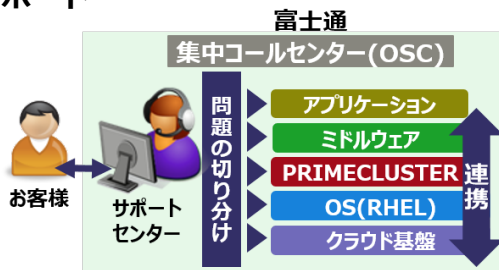 富士通
集中コールセンター(OSC)
お客様
サポート
センター
問題の切り分け
アプリケーション
ミドルウェア
PRIMECLUSTER
OS(RHEL)
クラウド基盤
連携